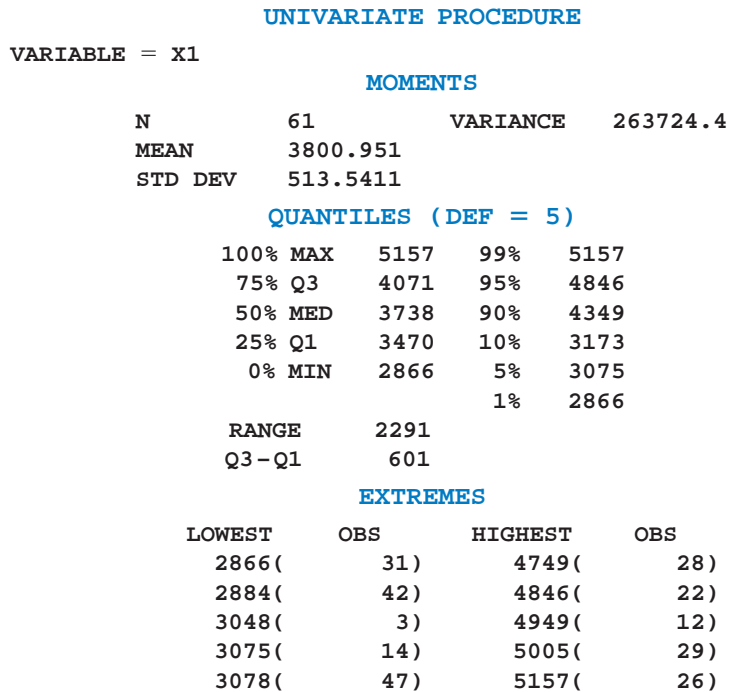 UNIVARIATE PROCEDURE
VARIABLE = X1
MOMENTS
N 61 VARIANCE 263724.4
MEAN 3800.951
STD DEV 513.5411
QUANTILES (DEF = 5)
100% MAX 5157 99% 5157
75% Q3 4071 95% 4846
50% MED 3738 90% 4349
25% Q1 3470 10% 3173
0% MIN 2866 5% 3075
1% 2866
RANGE 2291
Q3–Q1 601
EXTREMES
LOWEST OBS HIGHEST OBS
2866( 31) 4749( 28)
2884( 42) 4846( 22)
3048( 3) 4949( 12)
3075( 14) 5005( 29)
3078( 47) 5157( 26)